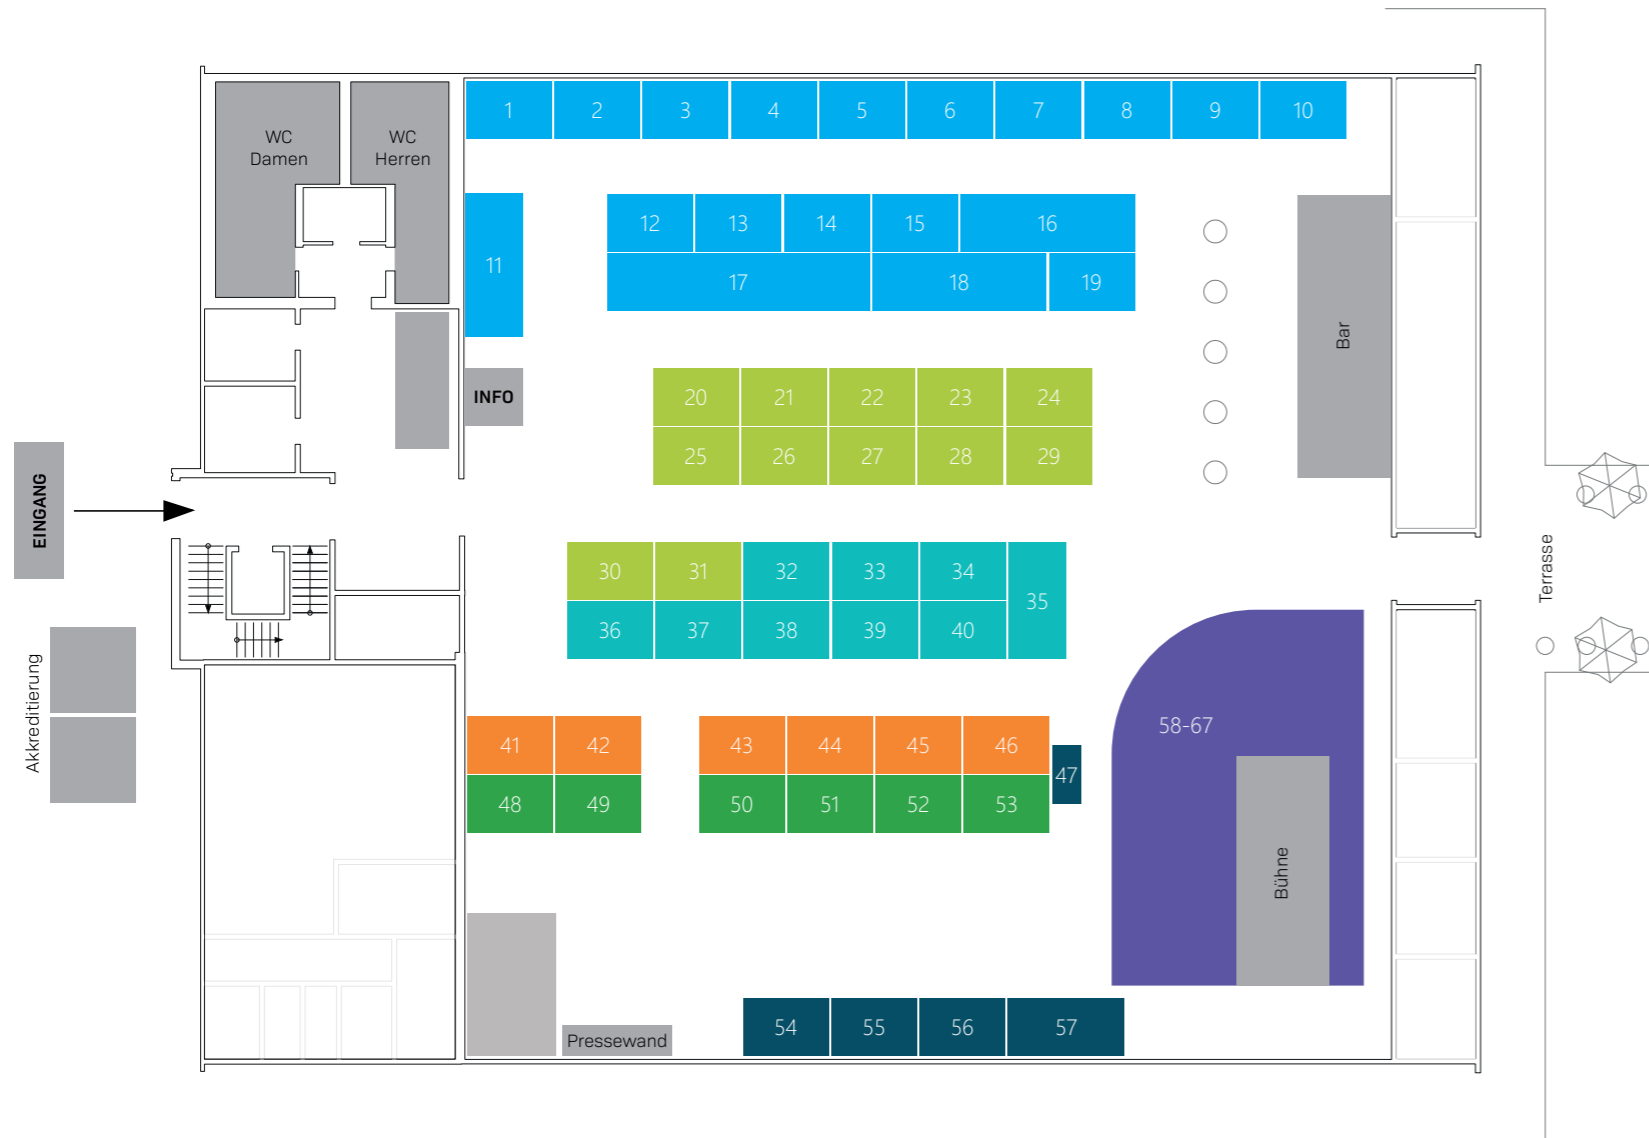 1 2 3 4 5 6 7 8 9 10
WC
Damen
WC
Herren
11
12 13 14 15 16
17 18 19
Bar
INFO
20 21 22 23 24
25 26 27 28 29
EINGANG
Terrasse
30 31 32 33 34
35
36 37 38 39 40
Akkreditierung
41 42 43 44 45 46
47
48 49 50 51 52 53
58-67
Bühne
Pressewand
54 55 56 57